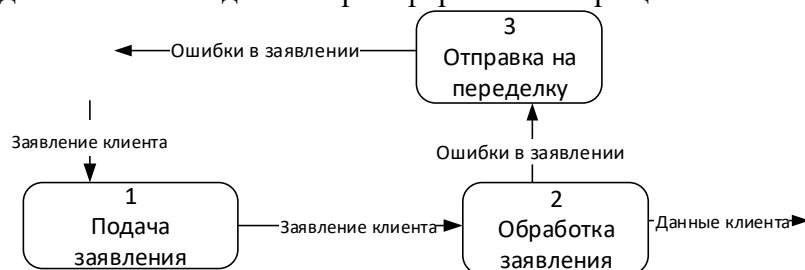 3
Отправка на
переделку
Ошибки в заявлении
Заявление клиента
Ошибки в заявлении
1
Подача
заявления
Заявление клиента
2
Обработка
заявления
Данные клиента